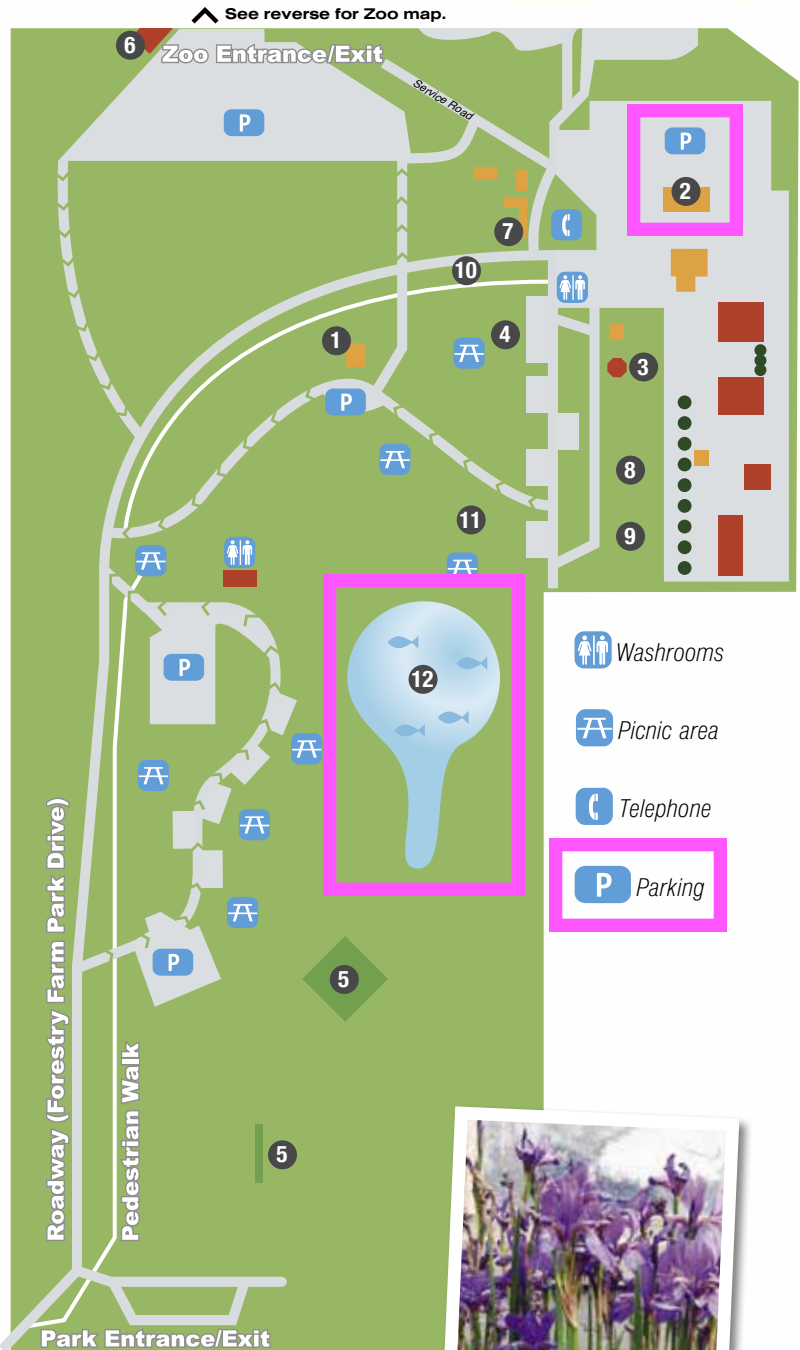 See reverse for Zoo map.
6
Zoo Entrance/Exit
Service Road
P
P
2
7
10
1
4
3
P
8
11
9
12
P
Washrooms
Picnic area
Telephone
P Parking
P
5
5
Roadway (Forestry Farm Park Drive)
Pedestrian Walk
Park Entrance/Exit